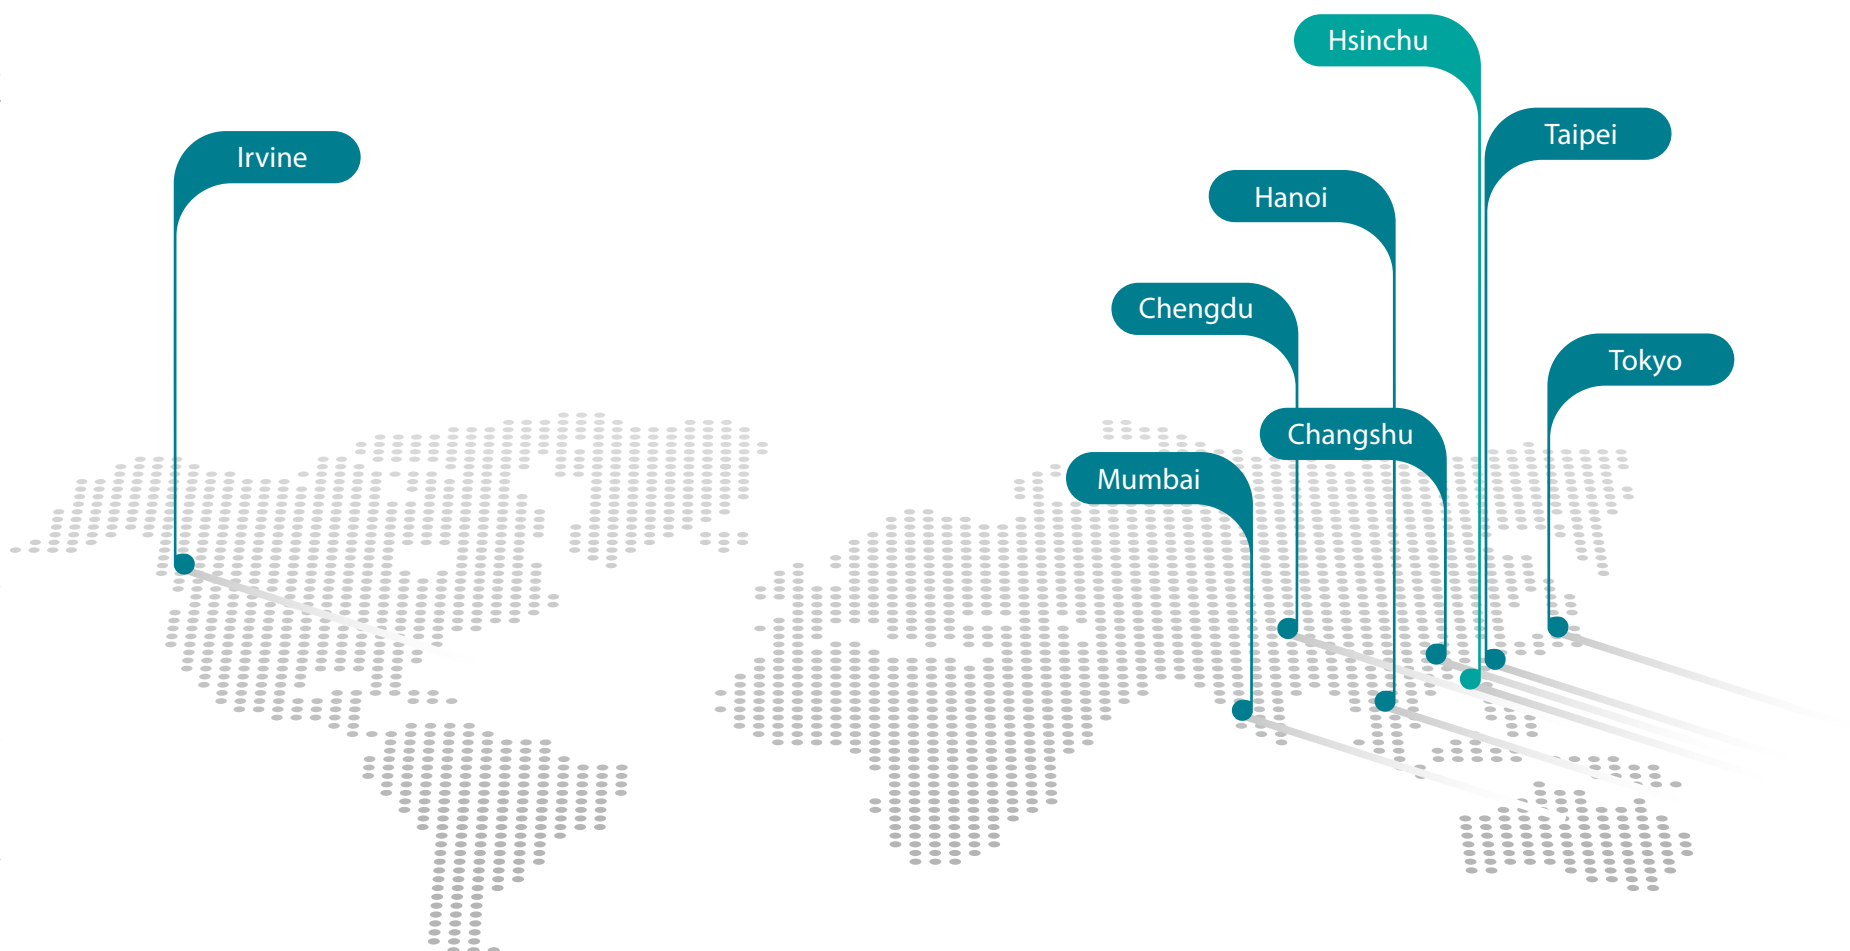 Hsinchu
Taipei
Irvine
Hanoi
Chengdu
Tokyo
Changshu
Mumbai